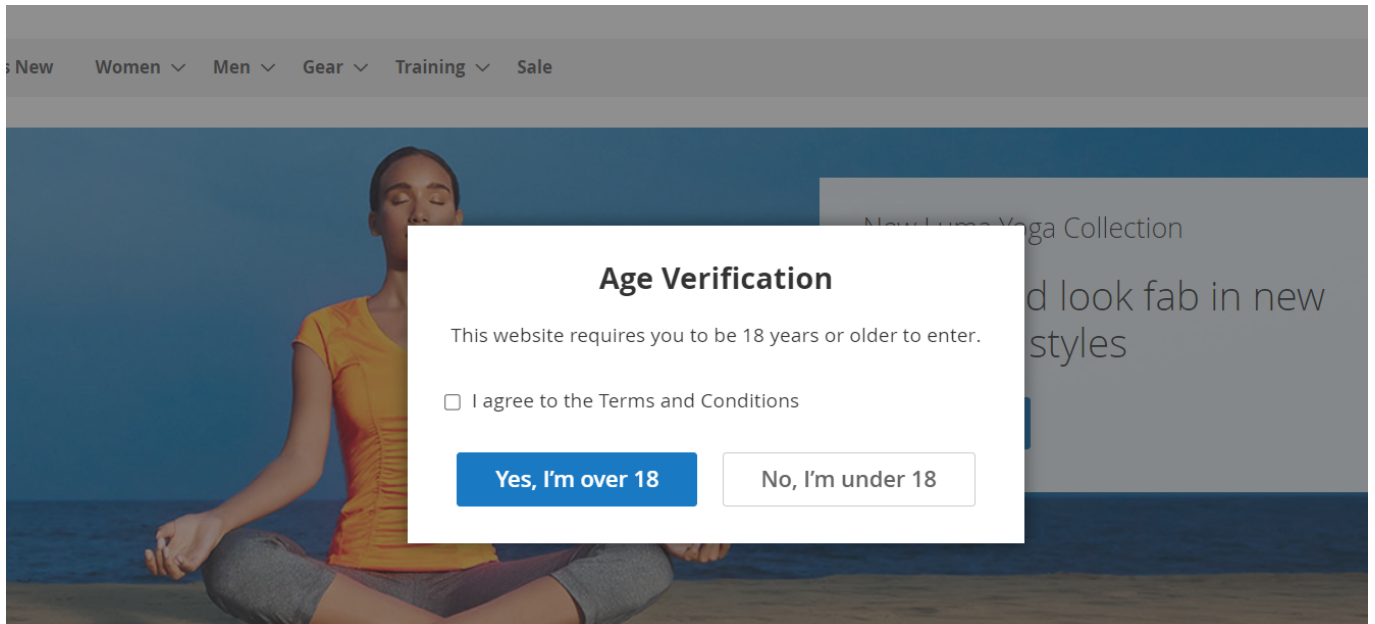 s New Women Men Gear Training Sale
New Luma Yoga Collection
Age Verification
d look fab in new
This website requires you to be 18 years or older to enter.
styles
I agree to the Terms and Conditions
Yes, I'm over 18 No, I'm under 18